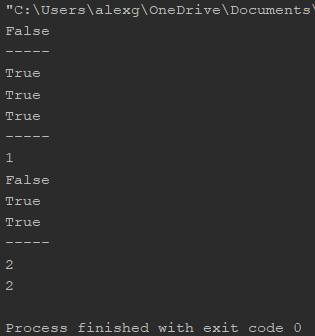 "C:\Users\alexg\OneDrive\Documents\
False
-----
True
True
True
-----
1
False
True
True
-----
2
2
Process finished with exit code 0